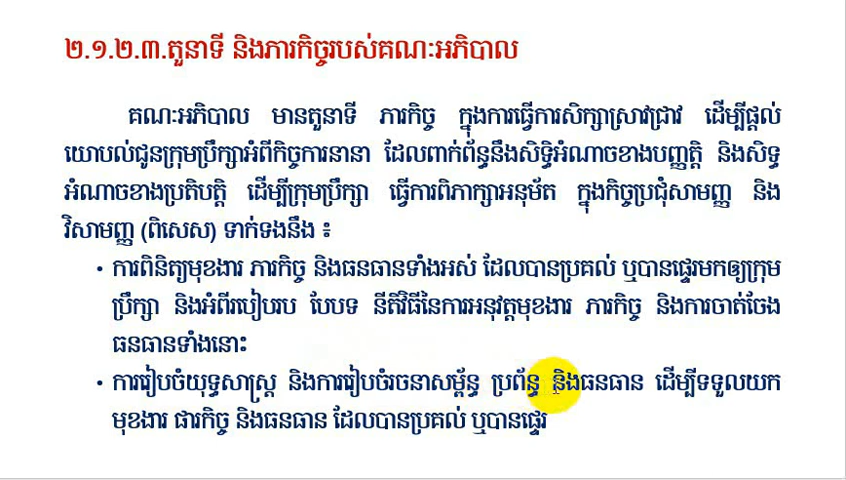 ២.១.២.៣.តួនាទី និងភារកិច្ចរបស់គណៈអភិបាល
គណៈអភិបាល មានតួនាទី ភារកិច្ច ក្នុងការធ្វើការសិក្សាស្រាវជ្រាវ ដើម្បីផ្តល់
យោបល់ជូនក្រុមប្រឹក្សាអំពីកិច្ចការនានា ដែលពាក់ព័ន្ធនឹងសិទ្ធិអំណាចខាងបញ្ញត្តិ និងសិទ្ធ
អំណាចខាងប្រតិបត្តិ ដើម្បីក្រុមប្រឹក្សា ធ្វើការពិភាក្សាអនុម័ត ក្នុងកិច្ចប្រជុំសាមញ្ញ និង
វិសាមញ្ញ (ពិសេស) ទាក់ទងនឹង ៖
• ការពិនិត្យមុខងារ ភារកិច្ច និងធនធានទាំងអស់ ដែលបានប្រគល់ ឬបានផ្ទេរមកឲ្យក្រុម
ប្រឹក្សា និងអំពីរបៀបរប បែបទ នីតិវិធីនៃការអនុវត្តមុខងារ ភារកិច្ច និងការចាត់ចែង
ធនធានទាំងនោះ
• ការរៀបចំយុទ្ធសាស្ត្រ និងការរៀបចំរចនាសម្ព័ន្ធ ប្រព័ន្ធ និងធនធាន ដើម្បីទទួលយក
មុខងារ ផារកិច្ច និងធនធាន ដែលបានប្រគល់ ឬបានផ្ទេរ